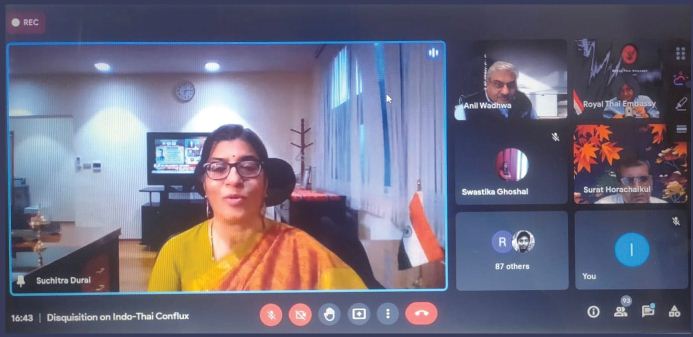 REC
Suchitra Durai
Anil Wadhwa
Royal Thai Embassy
Swastika Ghoshal
Surat Horachaikul
R
87 others
I
You
16:43 | Disquisition on Indo-Thai Conflux
93